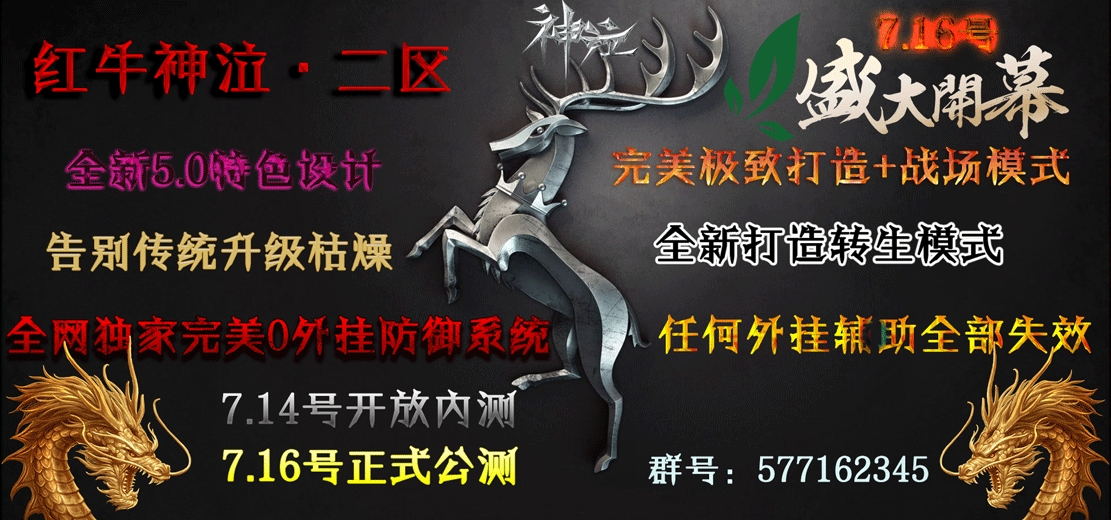 神泣
7.16号
盛大開幕
红牛神泣·二区
全新5.0特色设计
完美极致打造+战场模式
告别传统升级枯燥
全新打造转生模式
全网独家完美0外挂防御系统
任何外挂辅助全部失效
7.14号开放内测
7.16号正式公测
群号：577162345